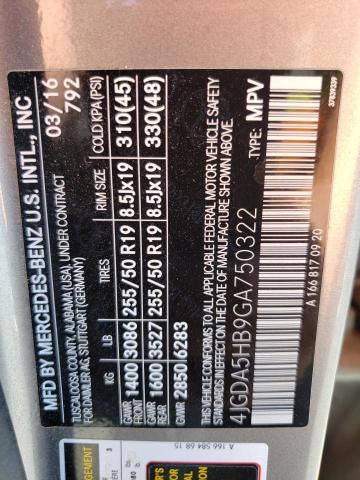 MFD BY MERCEDES-BENZ U.S. INTL., INC 03/16
TUSCALOOSA COUNTY, ALABAMA (USA), UNDER CONTRACT 792
FOR DAIMLER AG, STUTTGART (GERMANY)
KG LB TIRES RIM SIZE COLD KPA(PSI)
GAWR FRONT 1400 3086 255/50 R19 8.5Jx19 310(45)
GAWR REAR 1600 3527 255/50 R19 8.5Jx19 330(48)
GVWR 2850 6283
THIS VEHICLE CONFORMS TO ALL APPLICABLE FEDERAL MOTOR VEHICLE SAFETY
STANDARDS IN EFFECT ON THE DATE OF MANUFACTURE SHOWN ABOVE.
4JGDA5HB9GA750322 TYPE: MPV
A 166 817 09 20
37839339
A 166 584 68 15